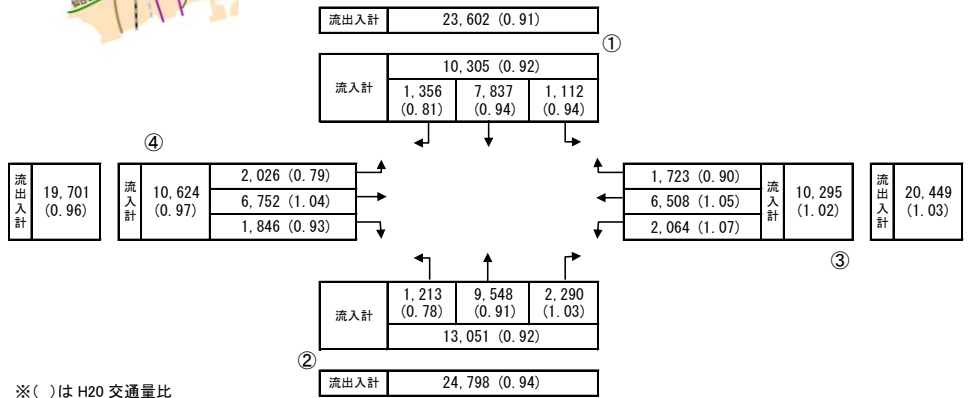 流出入計 23,602 (0.91)
①
流入計 10,305 (0.92)
1,356 7,837 1,112
(0.81) (0.94) (0.94)
④
流出入計 19,701 (0.96)
流入計 10,624 (0.97)
2,026 (0.79)
6,752 (1.04)
1,846 (0.93)
1,723 (0.90)
6,508 (1.05)
2,064 (1.07)
流入計 10,295 (1.02)
流出入計 20,449 (1.03)
③
流入計
1,213 9,548 2,290
(0.78) (0.91) (1.03)
13,051 (0.92)
②
流出入計 24,798 (0.94)
※( )は H20 交通量比